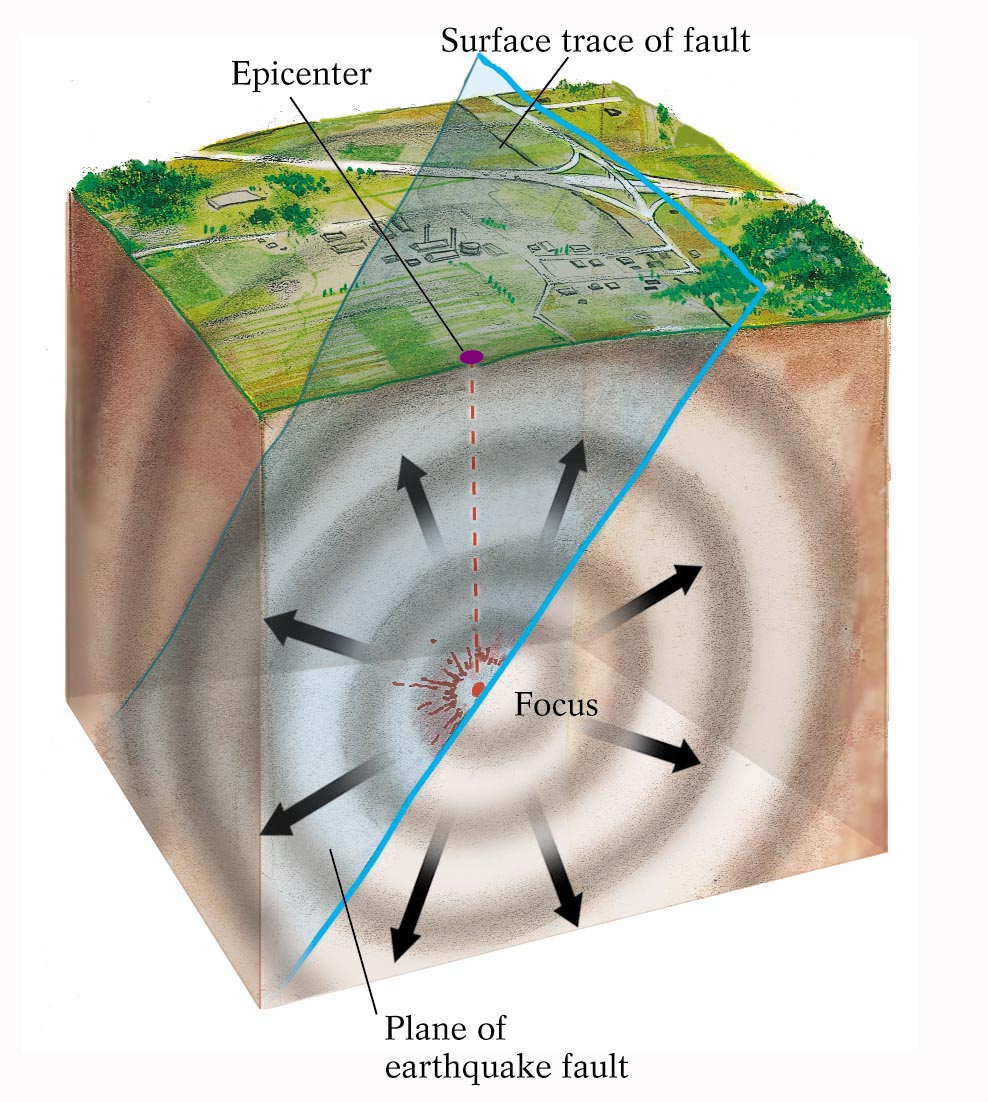 Surface trace of fault
Epicenter
Focus
Plane of
earthquake fault